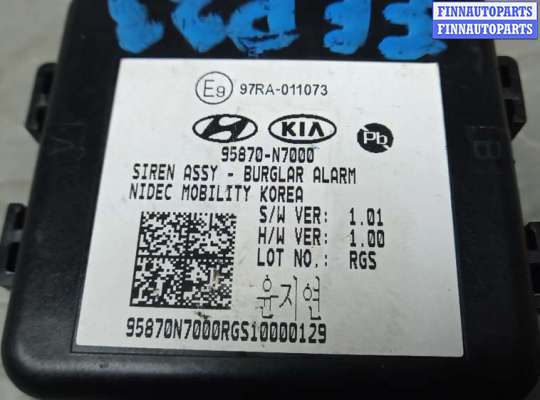 FINNAUTOPARTS
FINNAUTOPARTS
FINNAUTOPARTS
E9 97RA-011073
KIA Pb
95870-N7000
SIREN ASSY - BURGLAR ALARM
NIDEC MOBILITY KOREA
S/W VER: 1.01
H/W VER: 1.00
LOT NO.: RGS
윤지연
95870N7000RGS10000129
A
B